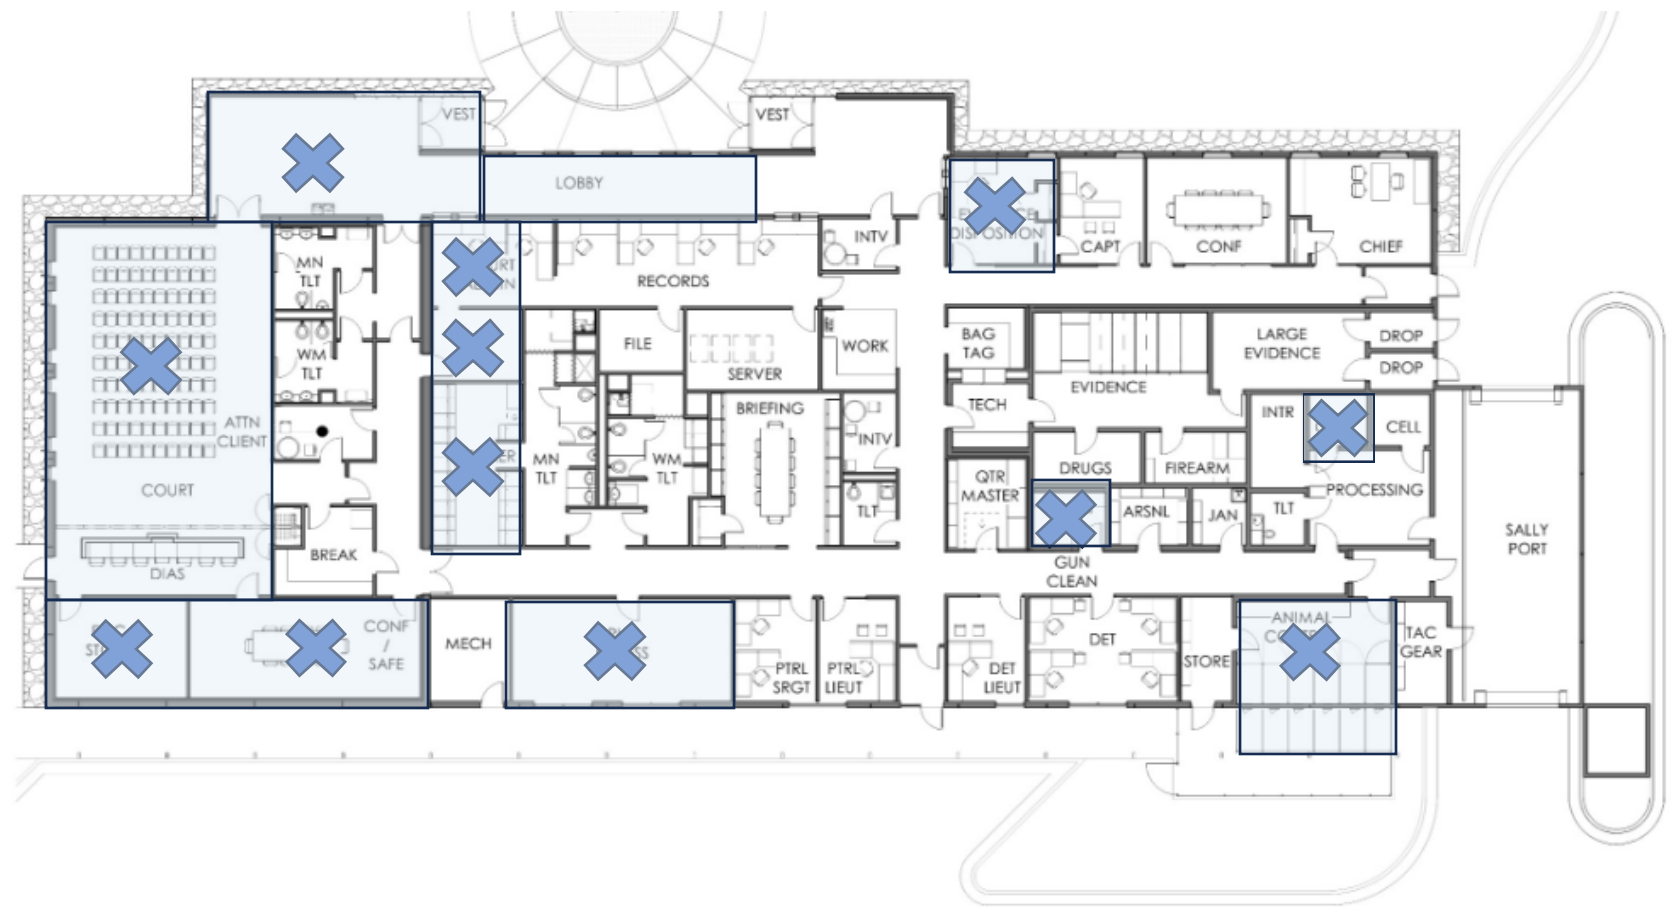 VEST
VEST
LOBBY
DISPOSITION
CAPT
CONF
CHIEF
MN
TLT
INTV
RECORDS
WM
TLT
FILE
SERVER
WORK
BAG
TAG
LARGE
EVIDENCE
DROP
DROP
EVIDENCE
TECH
BRIEFING
INTR
CELL
ATTN
CLIENT
INTV
MN
TLT
WM
TLT
DRUGS
FIREARM
QTR
MASTER
PROCESSING
COURT
TLT
ARSNL
JAN
TLT
SALLY
PORT
BREAK
DIAS
GUN
CLEAN
CONF
/
SAFE
MECH
PTRL
SRGT
PTRL
LIEUT
DET
LIEUT
DET
STORE
ANIMAL
TAC
GEAR